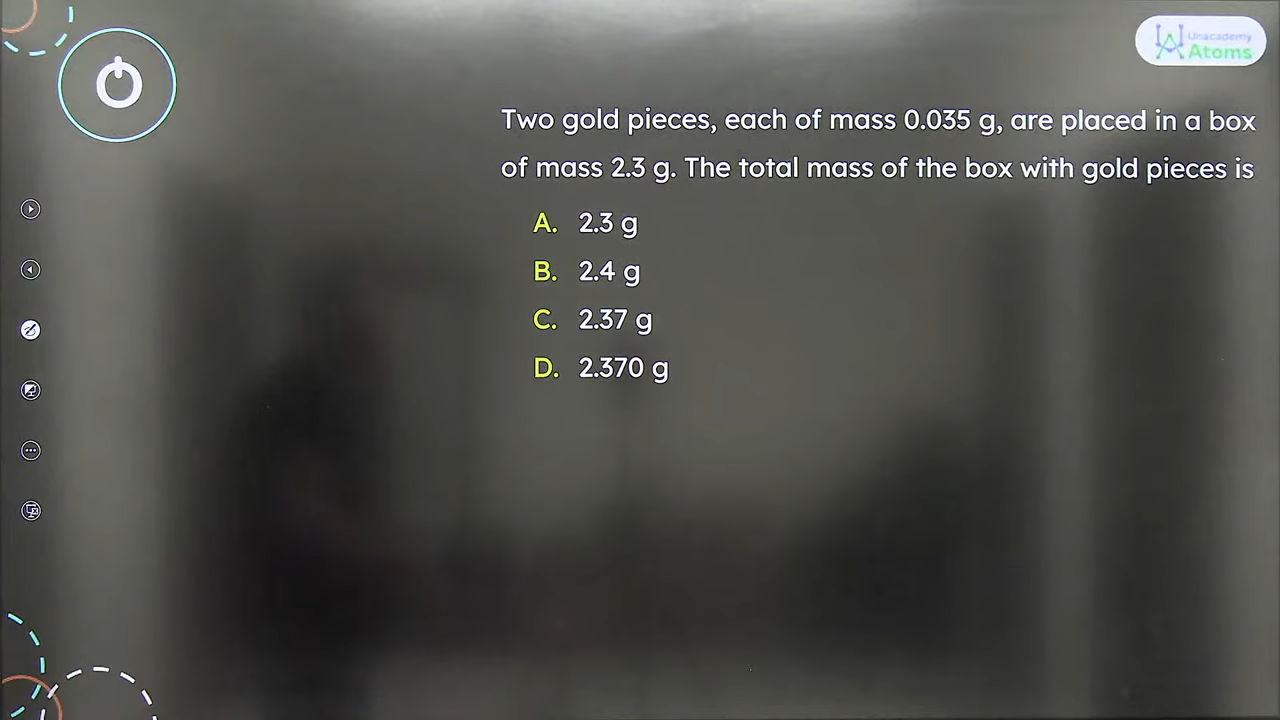 Unacademy
Atoms
Two gold pieces, each of mass 0.035 g, are placed in a box
of mass 2.3 g. The total mass of the box with gold pieces is
A. 2.3 g
B. 2.4 g
C. 2.37 g
D. 2.370 g